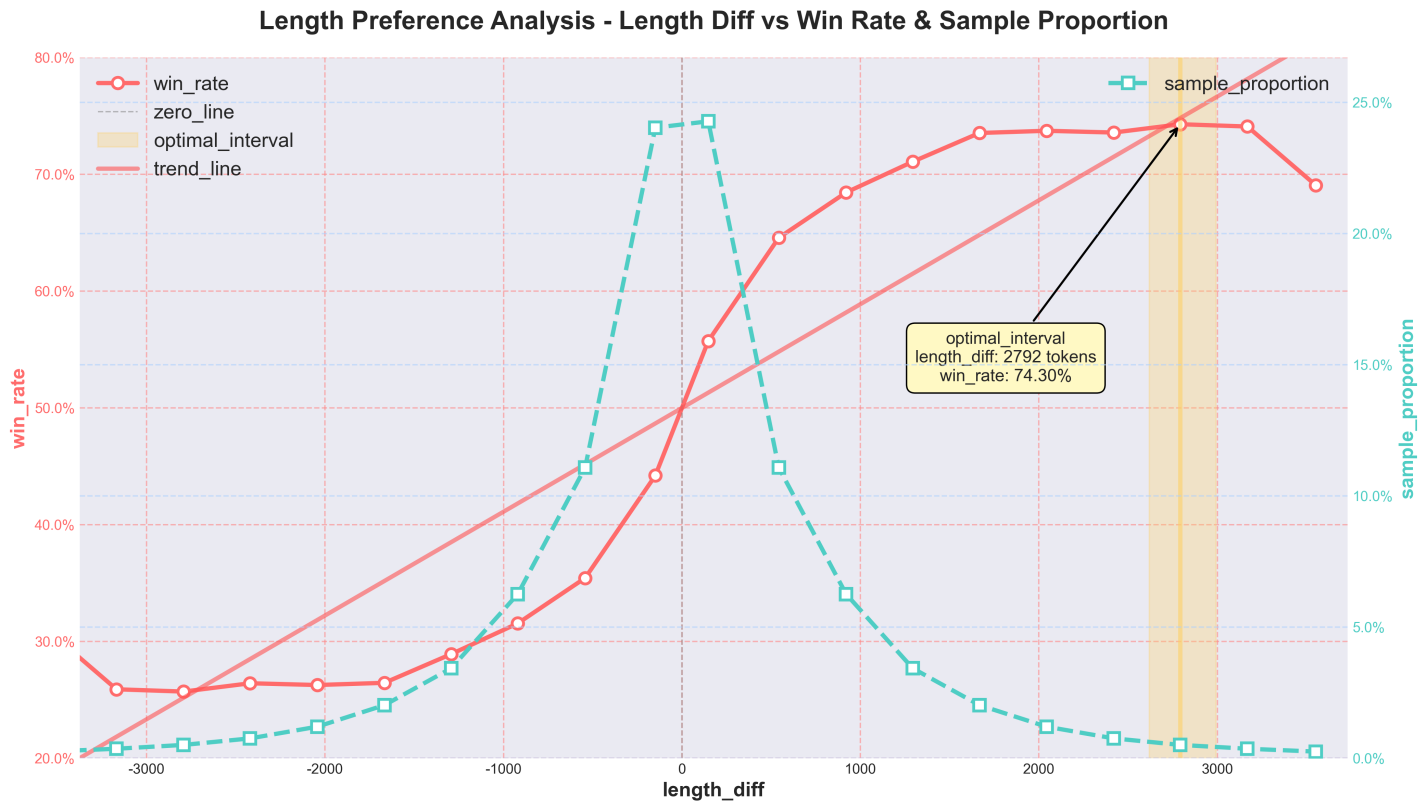 Length Preference Analysis - Length Diff vs Win Rate & Sample Proportion
win_rate
zero_line
optimal_interval
trend_line
sample_proportion
80.0%
70.0%
60.0%
50.0%
40.0%
30.0%
20.0%
win_rate
optimal_interval
length_diff: 2792 tokens
win_rate: 74.30%
25.0%
20.0%
15.0%
10.0%
5.0%
0.0%
sample_proportion
-3000
-2000
-1000
0
1000
2000
3000
length_diff